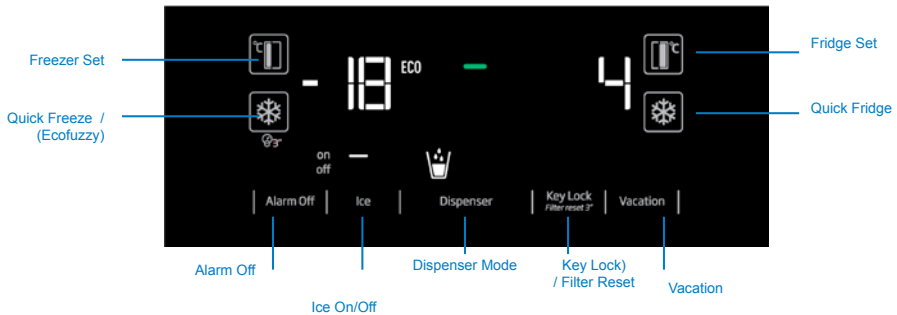 Freezer Set
Quick Freeze /
(Ecofuzzy)
°C
- 18 ECO
4
°C
3"
on
off
Alarm Off
Ice
Dispenser
Key Lock
Filter reset 3"
Vacation
Fridge Set
Quick Fridge
Alarm Off
Ice On/Off
Dispenser Mode
Key Lock)
/ Filter Reset
Vacation